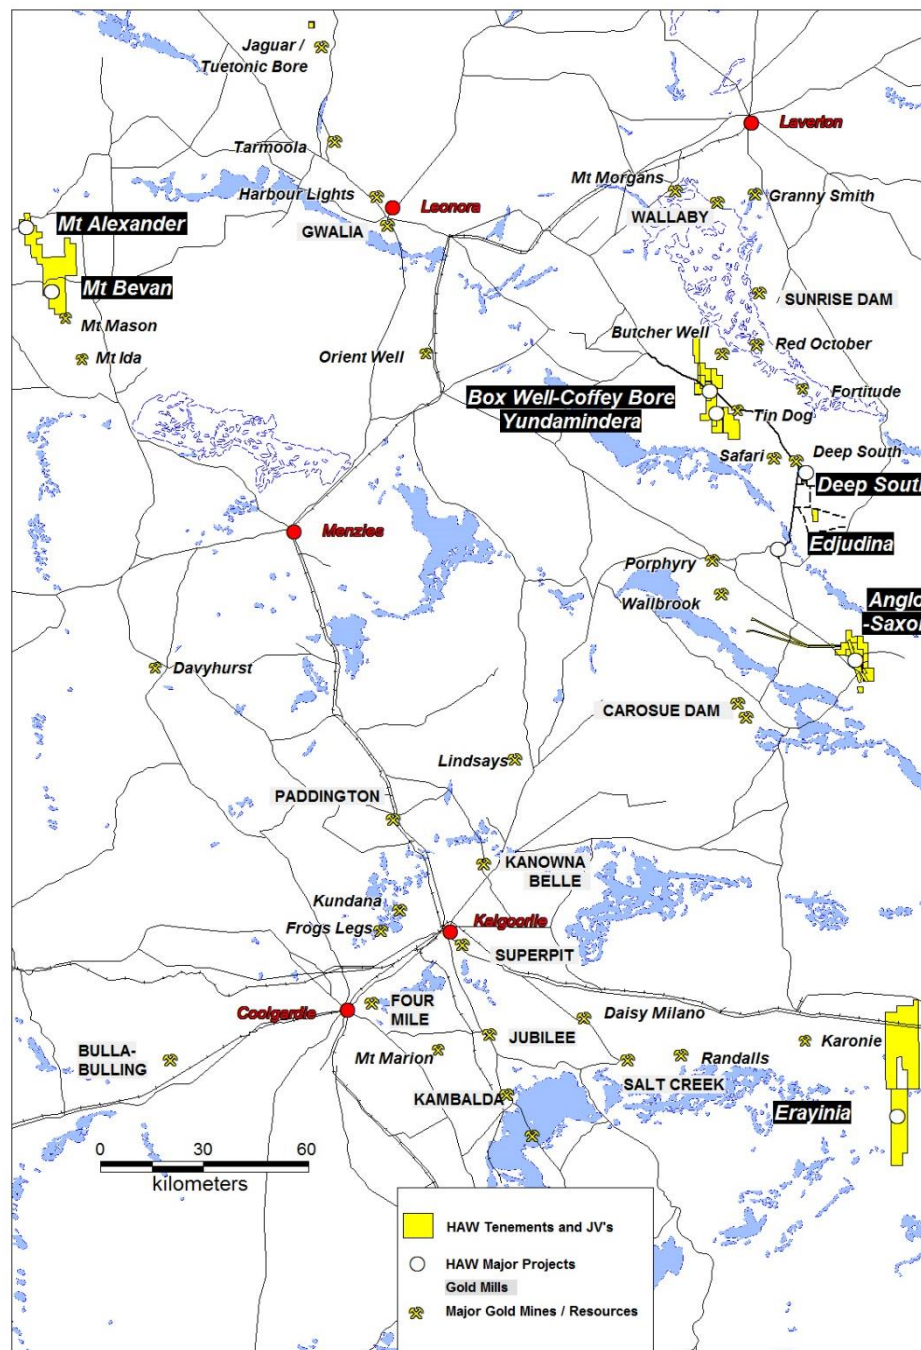 Jaguar /
Tuetonic Bore
Laverton
Tarmoola
Mt Morgans
Harbour Lights
Granny Smith
Leonora
WALLABY
Mt Alexander
GWALIA
Mt Bevan
SUNRISE DAM
Mt Mason
Butcher Well
Red October
Mt Ida
Orient Well
Fortitude
Box Well-Coffey Bore
Yundamindera
Tin Dog
Safari
Deep South
Deep South
Menzies
Edjudina
Porphyry
Wallbrook
Anglo
-Saxon
Davyhurst
CAROSUE DAM
Lindsays
PADDINGTON
KANOWNA
BELLE
Kundana
Frogs Legs
Kalgoorlie
SUPERPIT
Coolgardie
FOUR
MILE
Daisy Milano
JUBILEE
Karonie
BULLA-
BULLING
Mt Marion
Randalls
SALT CREEK
KAMBALDA
Erayinia
0 30 60
kilometers
HAW Tenements and JV's
HAW Major Projects
Gold Mills
Major Gold Mines / Resources